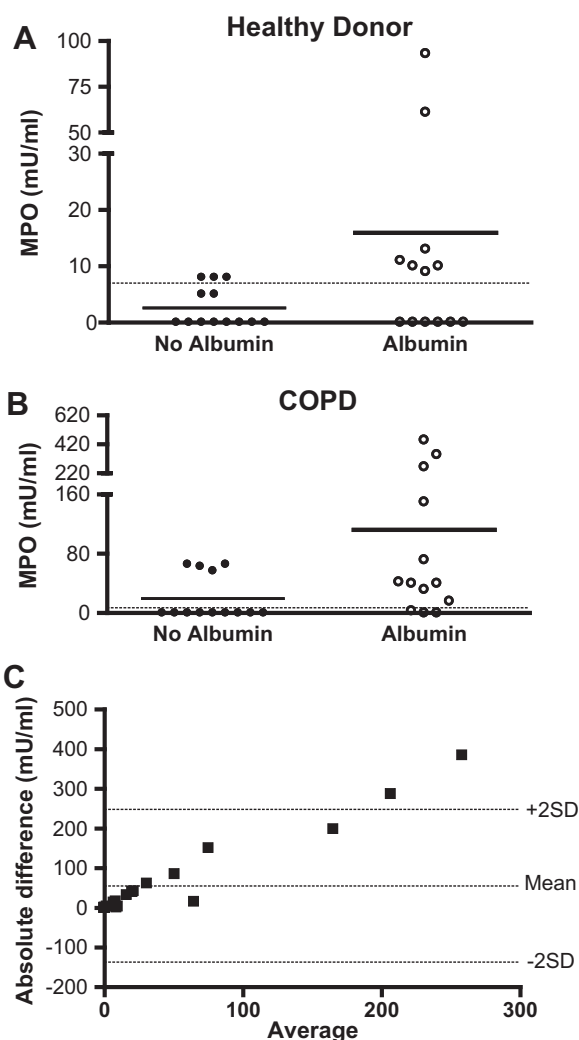 A
Healthy Donor
MPO (mU/ml)
100
75
50
30
20
10
0
No Albumin
Albumin
B
COPD
MPO (mU/ml)
620
420
220
160
80
0
No Albumin
Albumin
C
Absolute difference (mU/ml)
500
400
300
200
100
0
-100
-200
+2SD
Mean
-2SD
0
100
200
300
Average